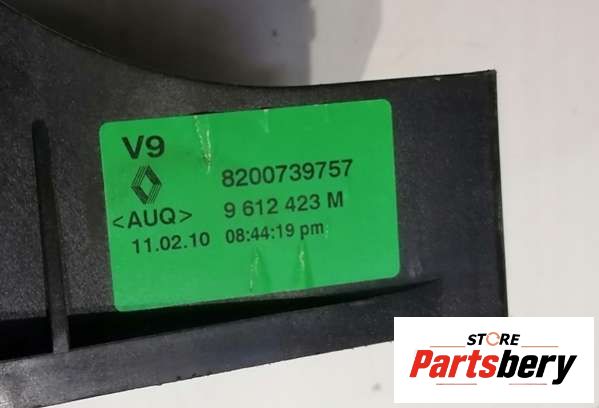 V9
8200739757
<AUQ> 9 612 423 M
11.02.10 08:44:19 pm
STORE
Partsbery